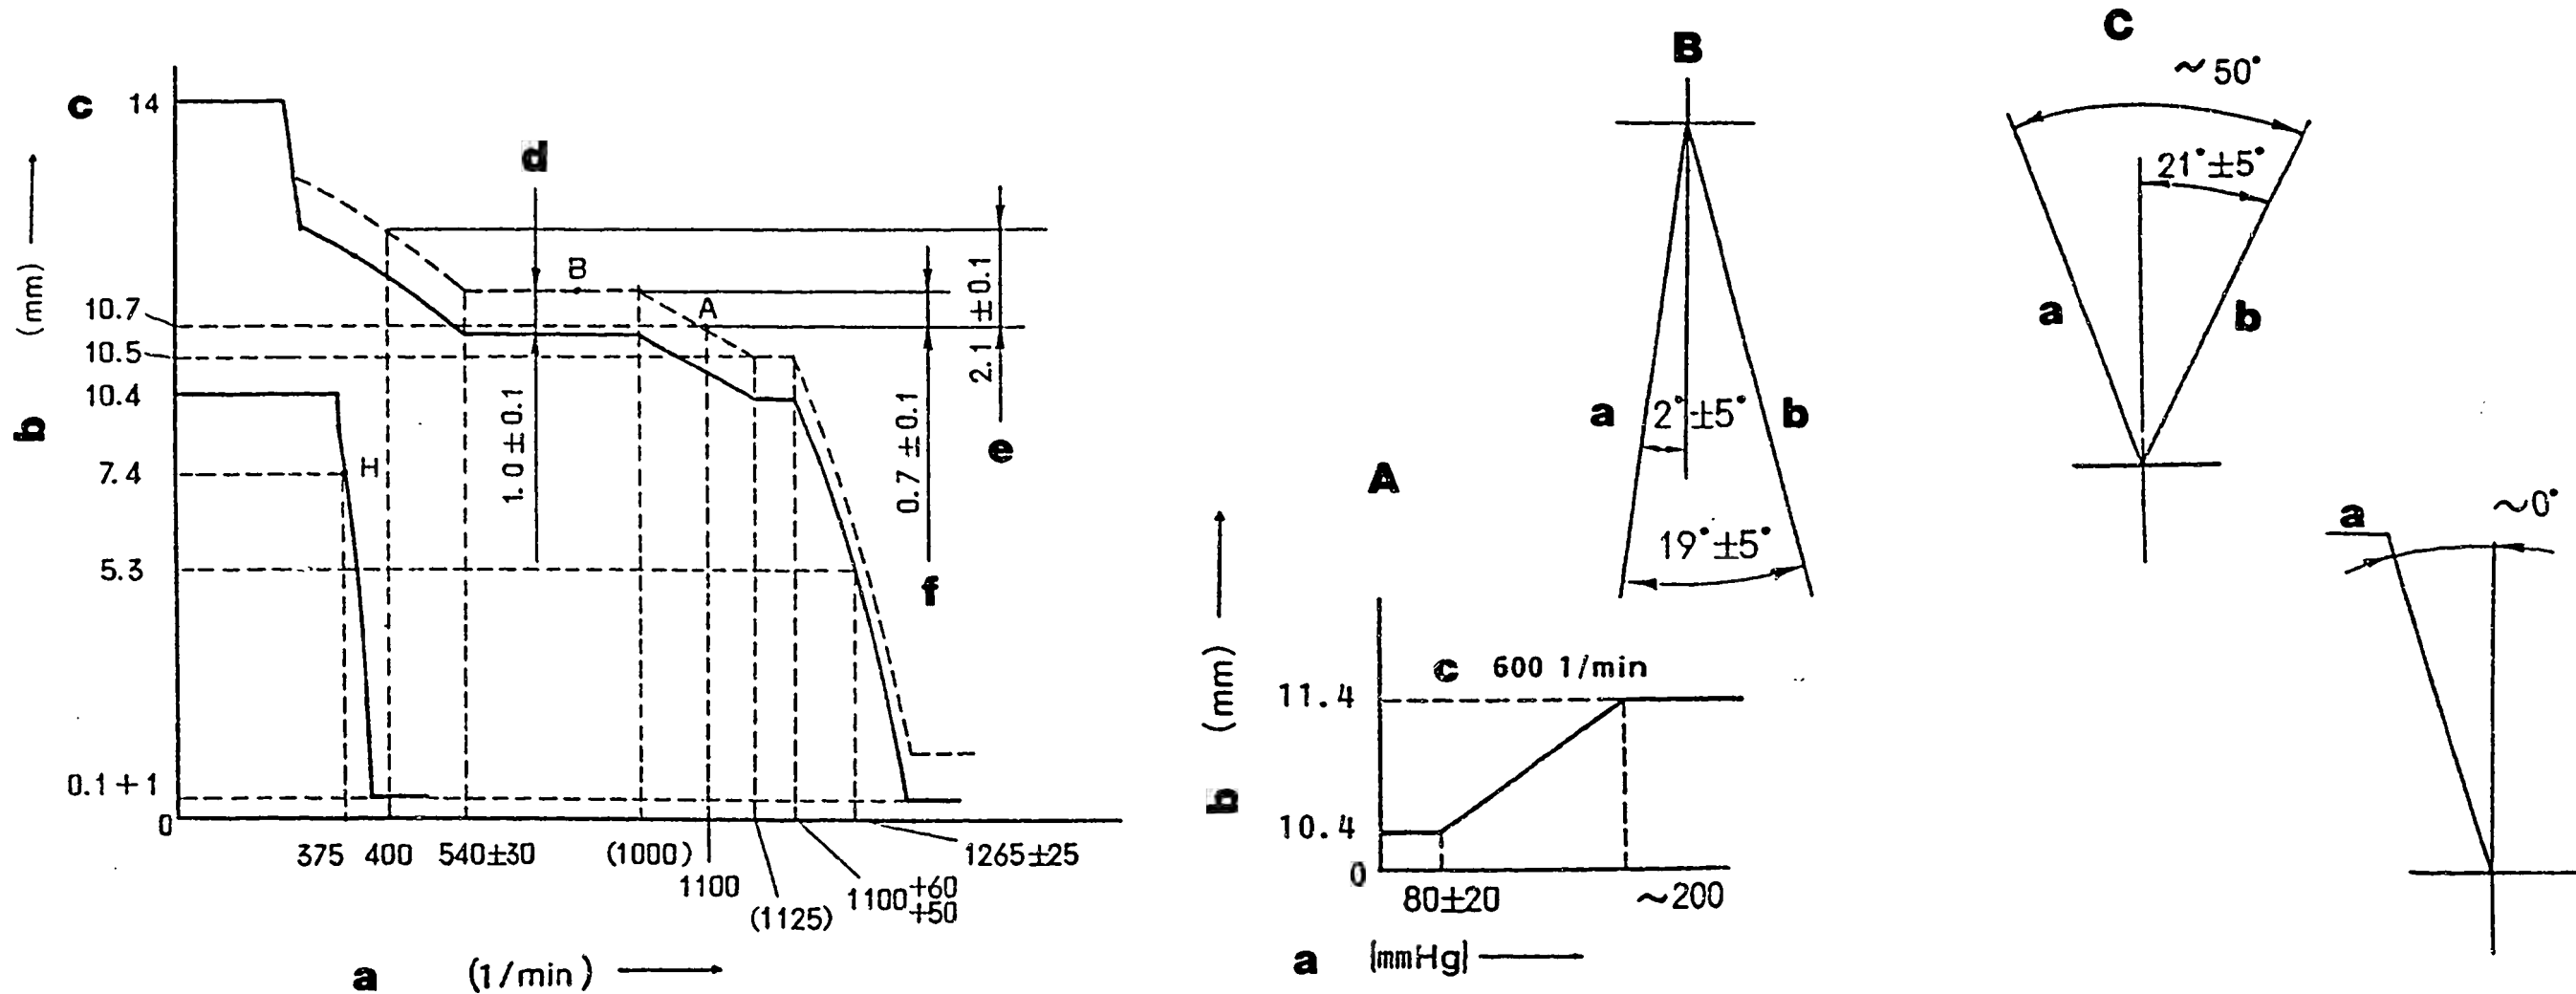 c 14
b (mm)
10.7
10.5
10.4
7.4
5.3
0.1+1
0
d
B
A
H
1.0±0.1
0.7±0.1
2.1±0.1
e
f
375 400 540±30 (1000) 1265±25
1100 1100+60
+50
(1125)
a (1/min)
B
a 2°±5° b
19°±5°
C
~50°
21°±5°
a b
A
b (mm)
c 600 1/min
11.4
10.4
0
80±20 ~200
a (mmHg)
a ~0°